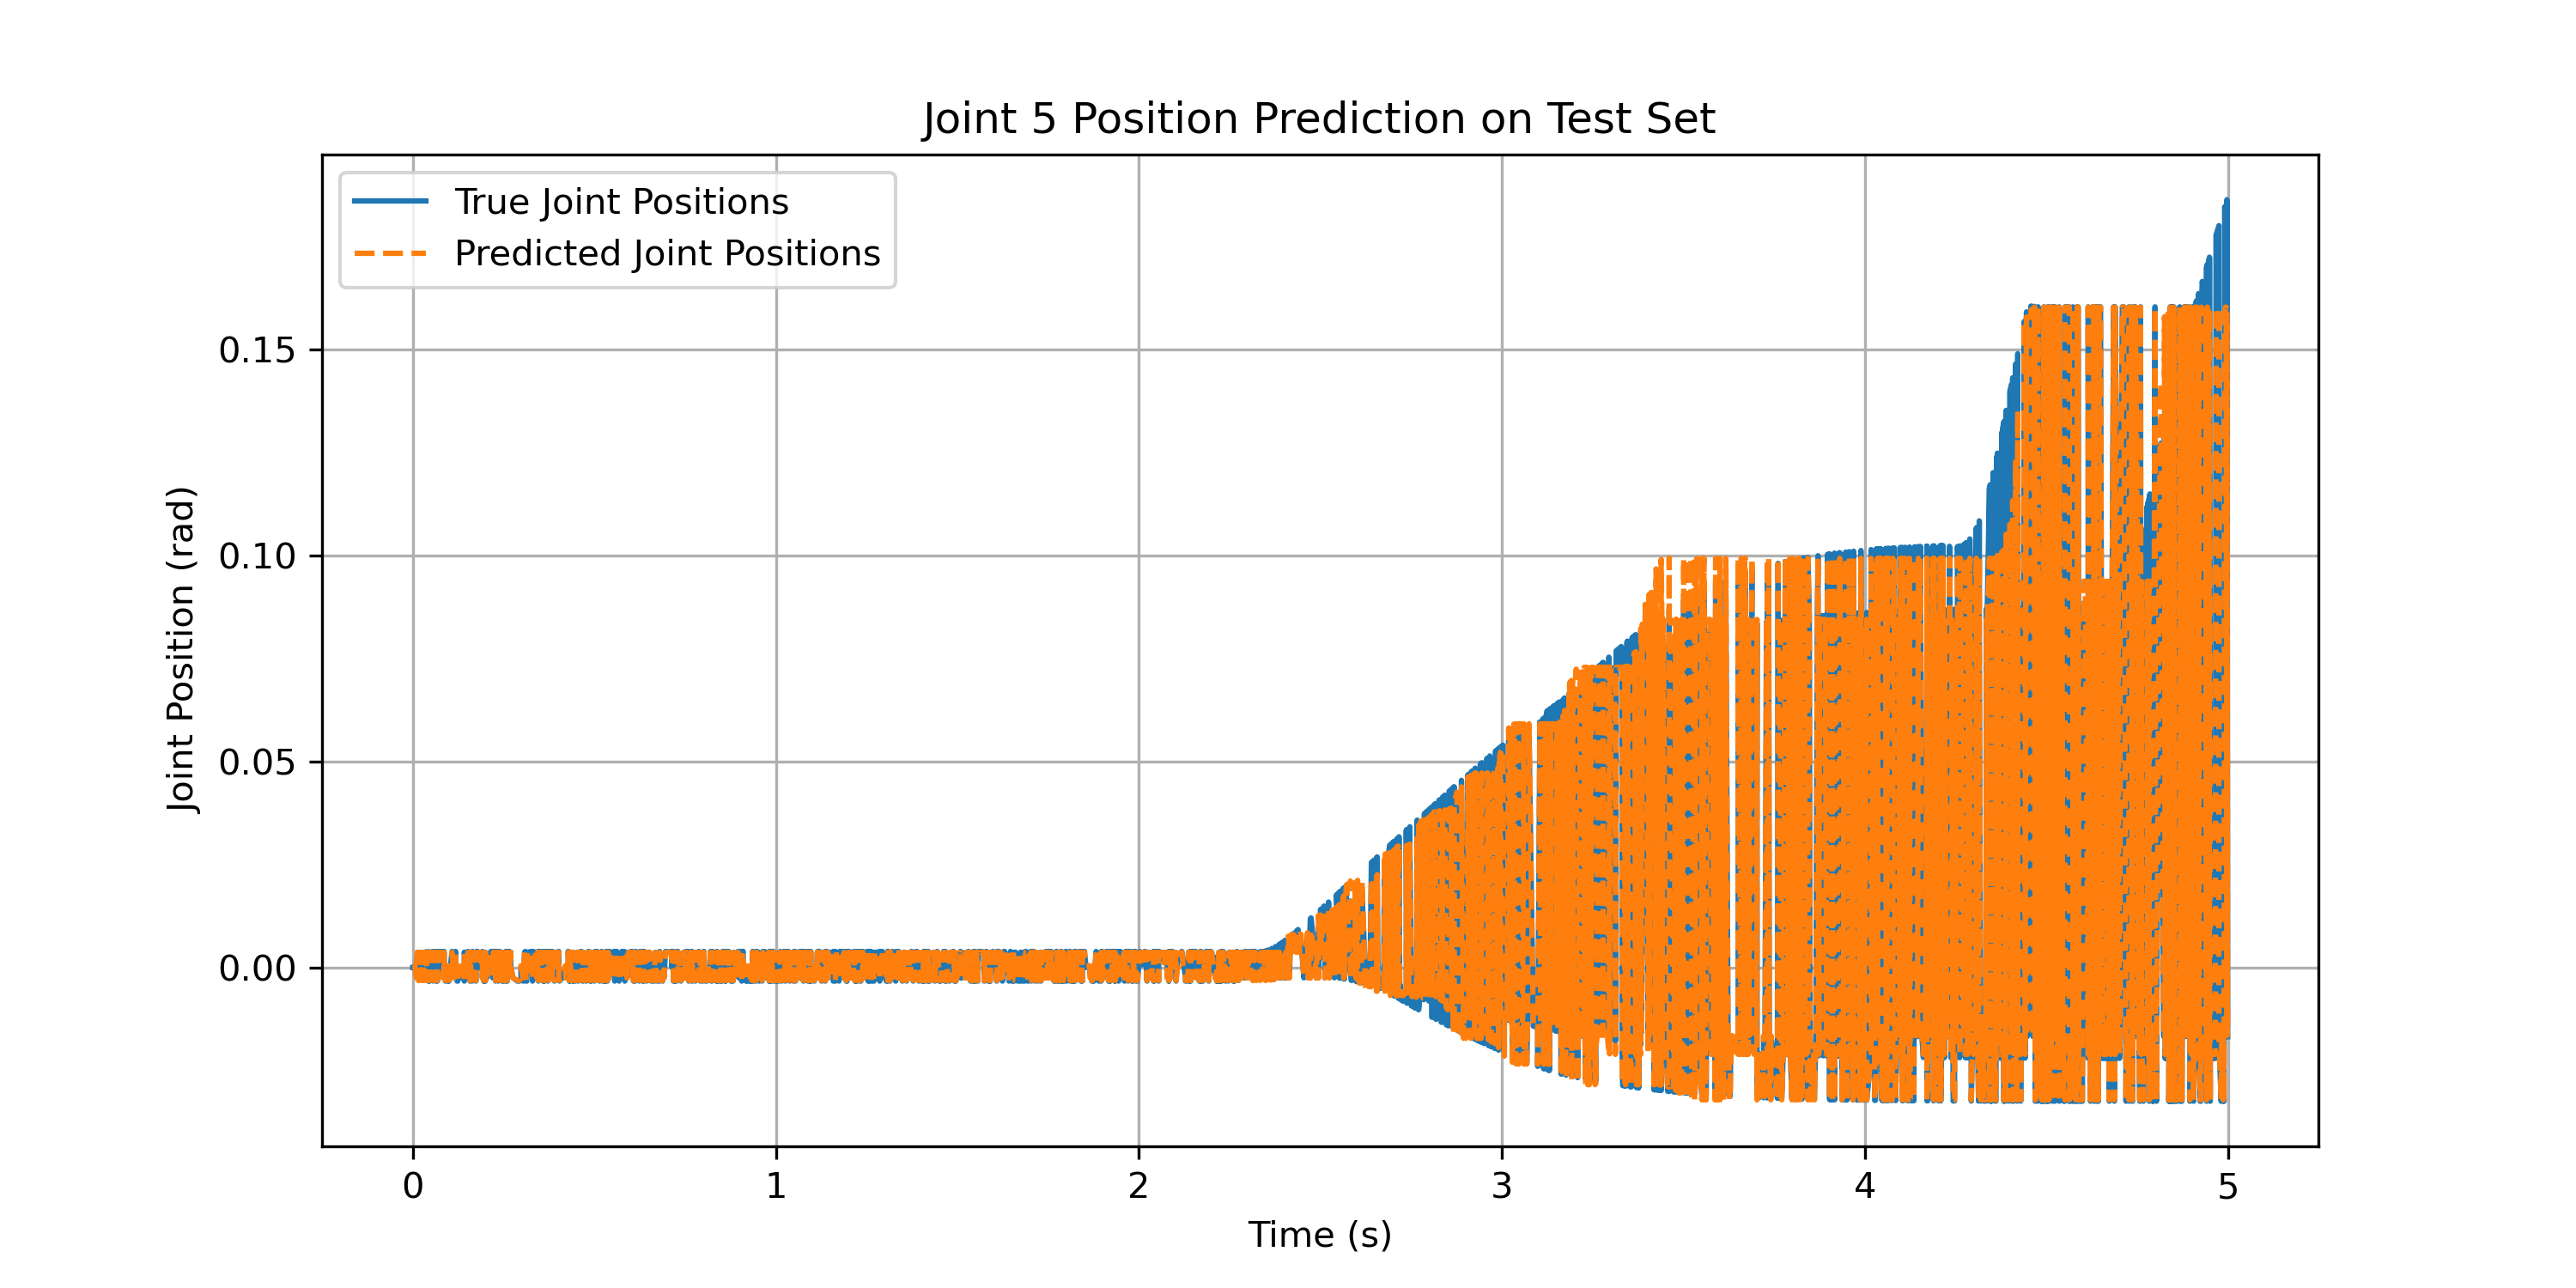 Joint 5 Position Prediction on Test Set
True Joint Positions
Predicted Joint Positions
Joint Position (rad)
0.15
0.10
0.05
0.00
0 1 2 3 4 5
Time (s)